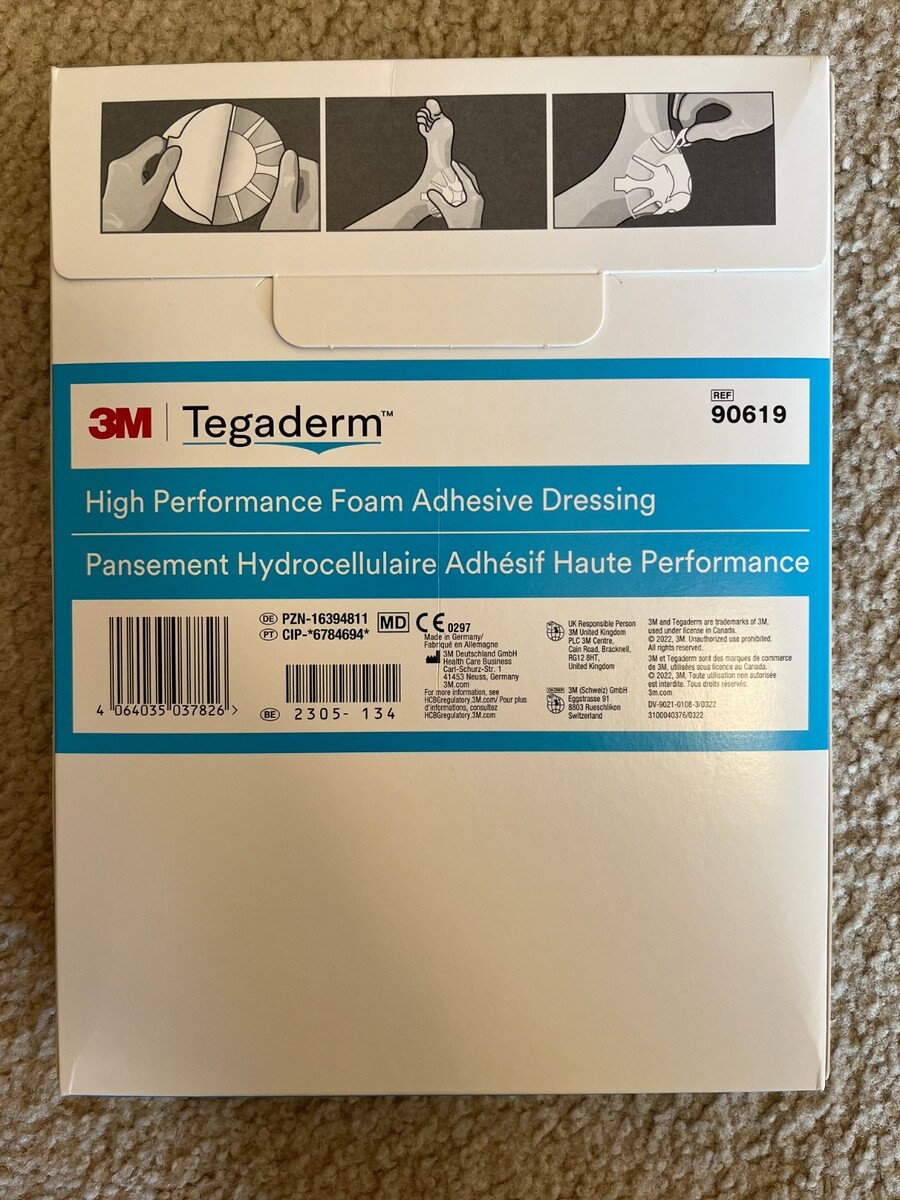 3M Tegaderm™
REF
90619
High Performance Foam Adhesive Dressing
Pansement Hydrocellulaire Adhésif Haute Performance
4 064035 037826 >
DE PZN-16394811
PT CIP-*6784694*
BE 2305-134
MD CE 0297
Made in Germany/
Fabriqué en Allemagne
3M Deutschland GmbH
Health Care Business
Carl-Schurz-Str. 1
41453 Neuss, Germany
3M.com
For more information, see
HCBGregulatory.3M.com/ Pour plus
d'informations, consultez
HCBGregulatory.3M.com
UK Responsible Person
3M United Kingdom
PLC 3M Centre,
Cain Road, Bracknell,
RG12 8HT,
United Kingdom
3M (Schweiz) GmbH
Eggstrasse 91
8803 Rueschlikon
Switzerland
3M and Tegaderm are trademarks of 3M,
used under license in Canada.
© 2022, 3M. Unauthorized use prohibited.
All rights reserved.
3M et Tegaderm sont des marques de commerce
de 3M, utilisées sous licence au Canada.
© 2022, 3M. Toute utilisation non autorisée
est interdite. Tous droits réservés.
3m.com
DV-9021-0108-3/0322
3100040376/0322